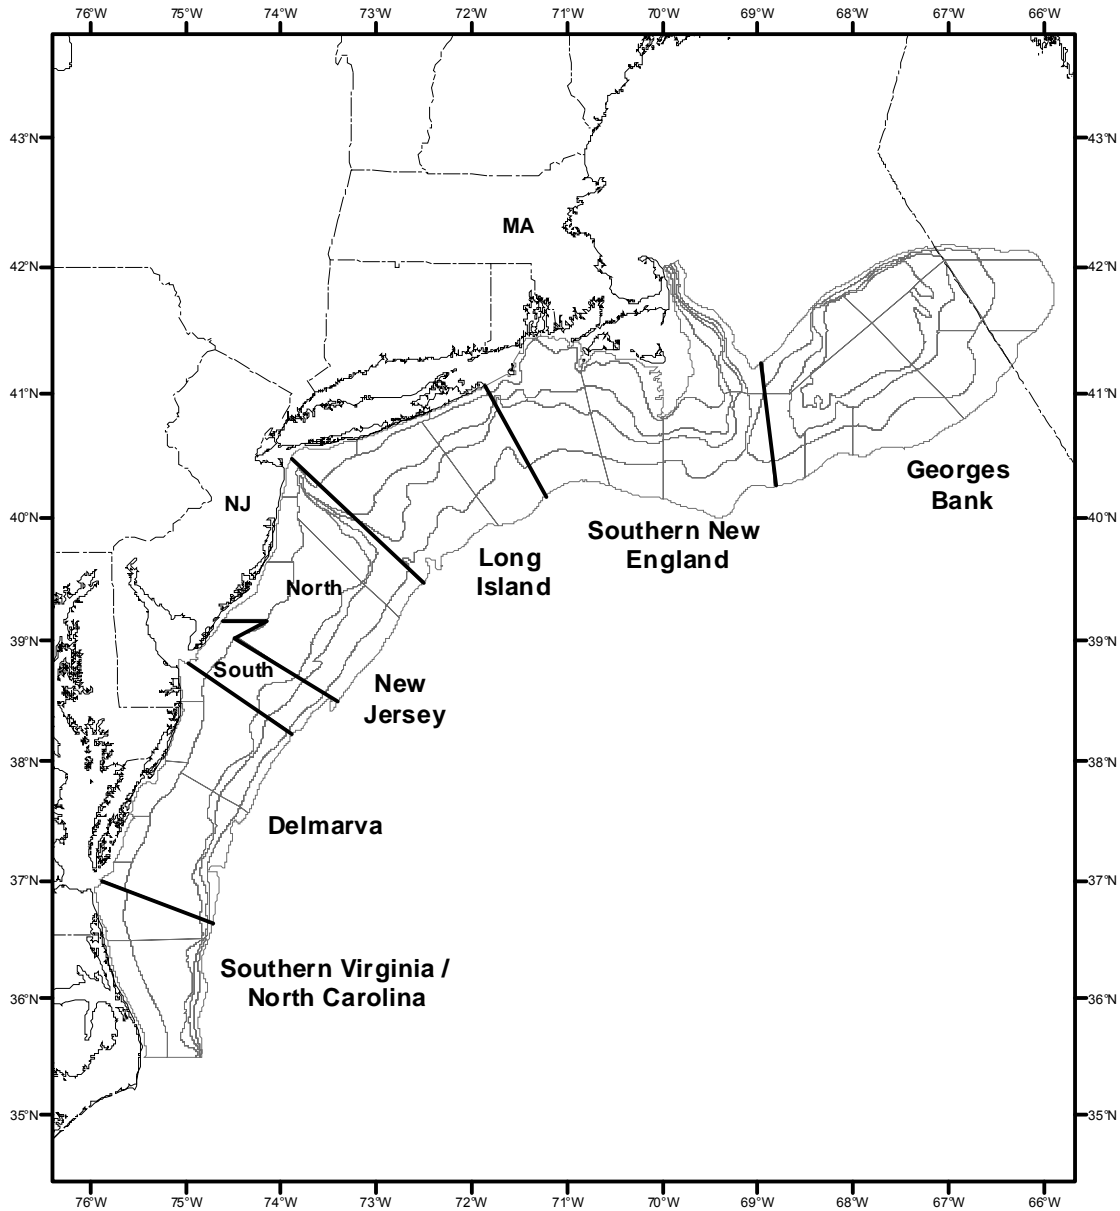 76°W 75°W 74°W 73°W 72°W 71°W 70°W 69°W 68°W 67°W 66°W
43°N 43°N
MA
42°N 42°N
41°N 41°N
Georges
Bank
NJ
40°N 40°N
Southern New
England
Long
Island
North
39°N 39°N
South
New
Jersey
38°N 38°N
Delmarva
37°N 37°N
Southern Virginia /
North Carolina
36°N 36°N
35°N 35°N
76°W 75°W 74°W 73°W 72°W 71°W 70°W 69°W 68°W 67°W 66°W